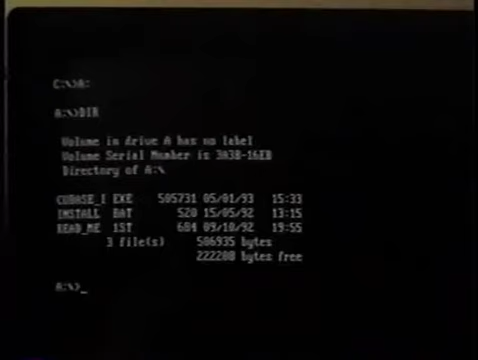 C:\>A:
A:\>DIR
Volume in drive A has no label
Volume Serial Number is 3A3B-16EB
Directory of A:\
CUBASE_1 EXE 505731 05/01/93 15:33
INSTALL BAT 520 15/05/92 13:15
READ_ME 1ST 684 09/10/92 19:55
3 file(s) 506935 bytes
222208 bytes free
A:\>_